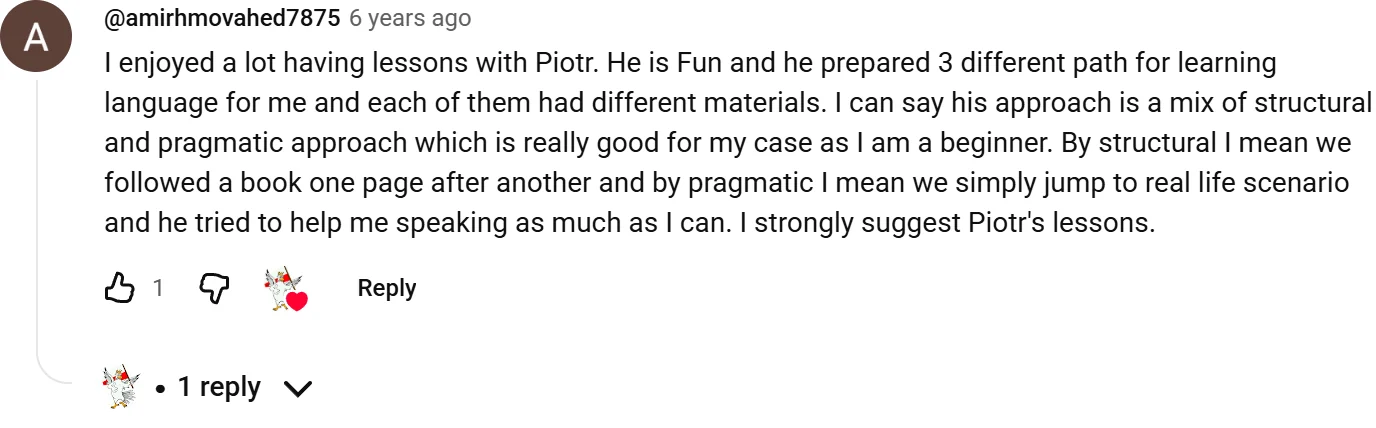 A
@amirhmovahed7875 6 years ago
I enjoyed a lot having lessons with Piotr. He is Fun and he prepared 3 different path for learning
language for me and each of them had different materials. I can say his approach is a mix of structural
and pragmatic approach which is really good for my case as I am a beginner. By structural I mean we
followed a book one page after another and by pragmatic I mean we simply jump to real life scenario
and he tried to help me speaking as much as I can. I strongly suggest Piotr's lessons.
1 Reply
• 1 reply